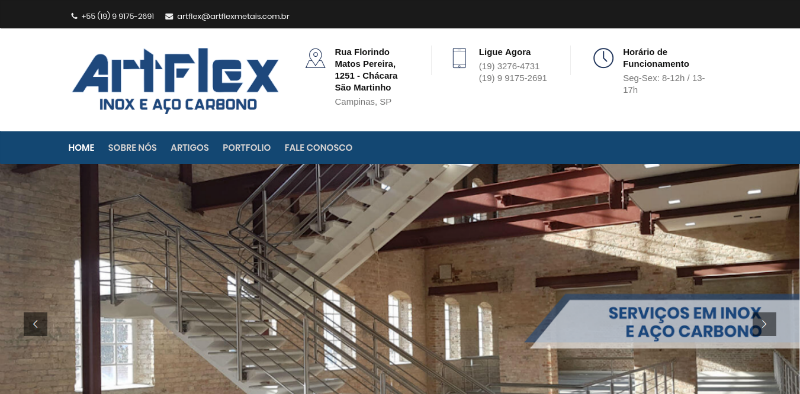 +55 (19) 9 9175-2691 artflex@artflexmetais.com.br
ArtFlex
INOX E AÇO CARBONO
Rua Florindo
Matos Pereira,
1251 - Chácara
São Martinho
Campinas, SP
Ligue Agora
(19) 3276-4731
(19) 9 9175-2691
Horário de
Funcionamento
Seg-Sex: 8-12h / 13-
17h
HOME SOBRE NÓS ARTIGOS PORTFOLIO FALE CONOSCO
SERVIÇOS EM INOX
E AÇO CARBONO